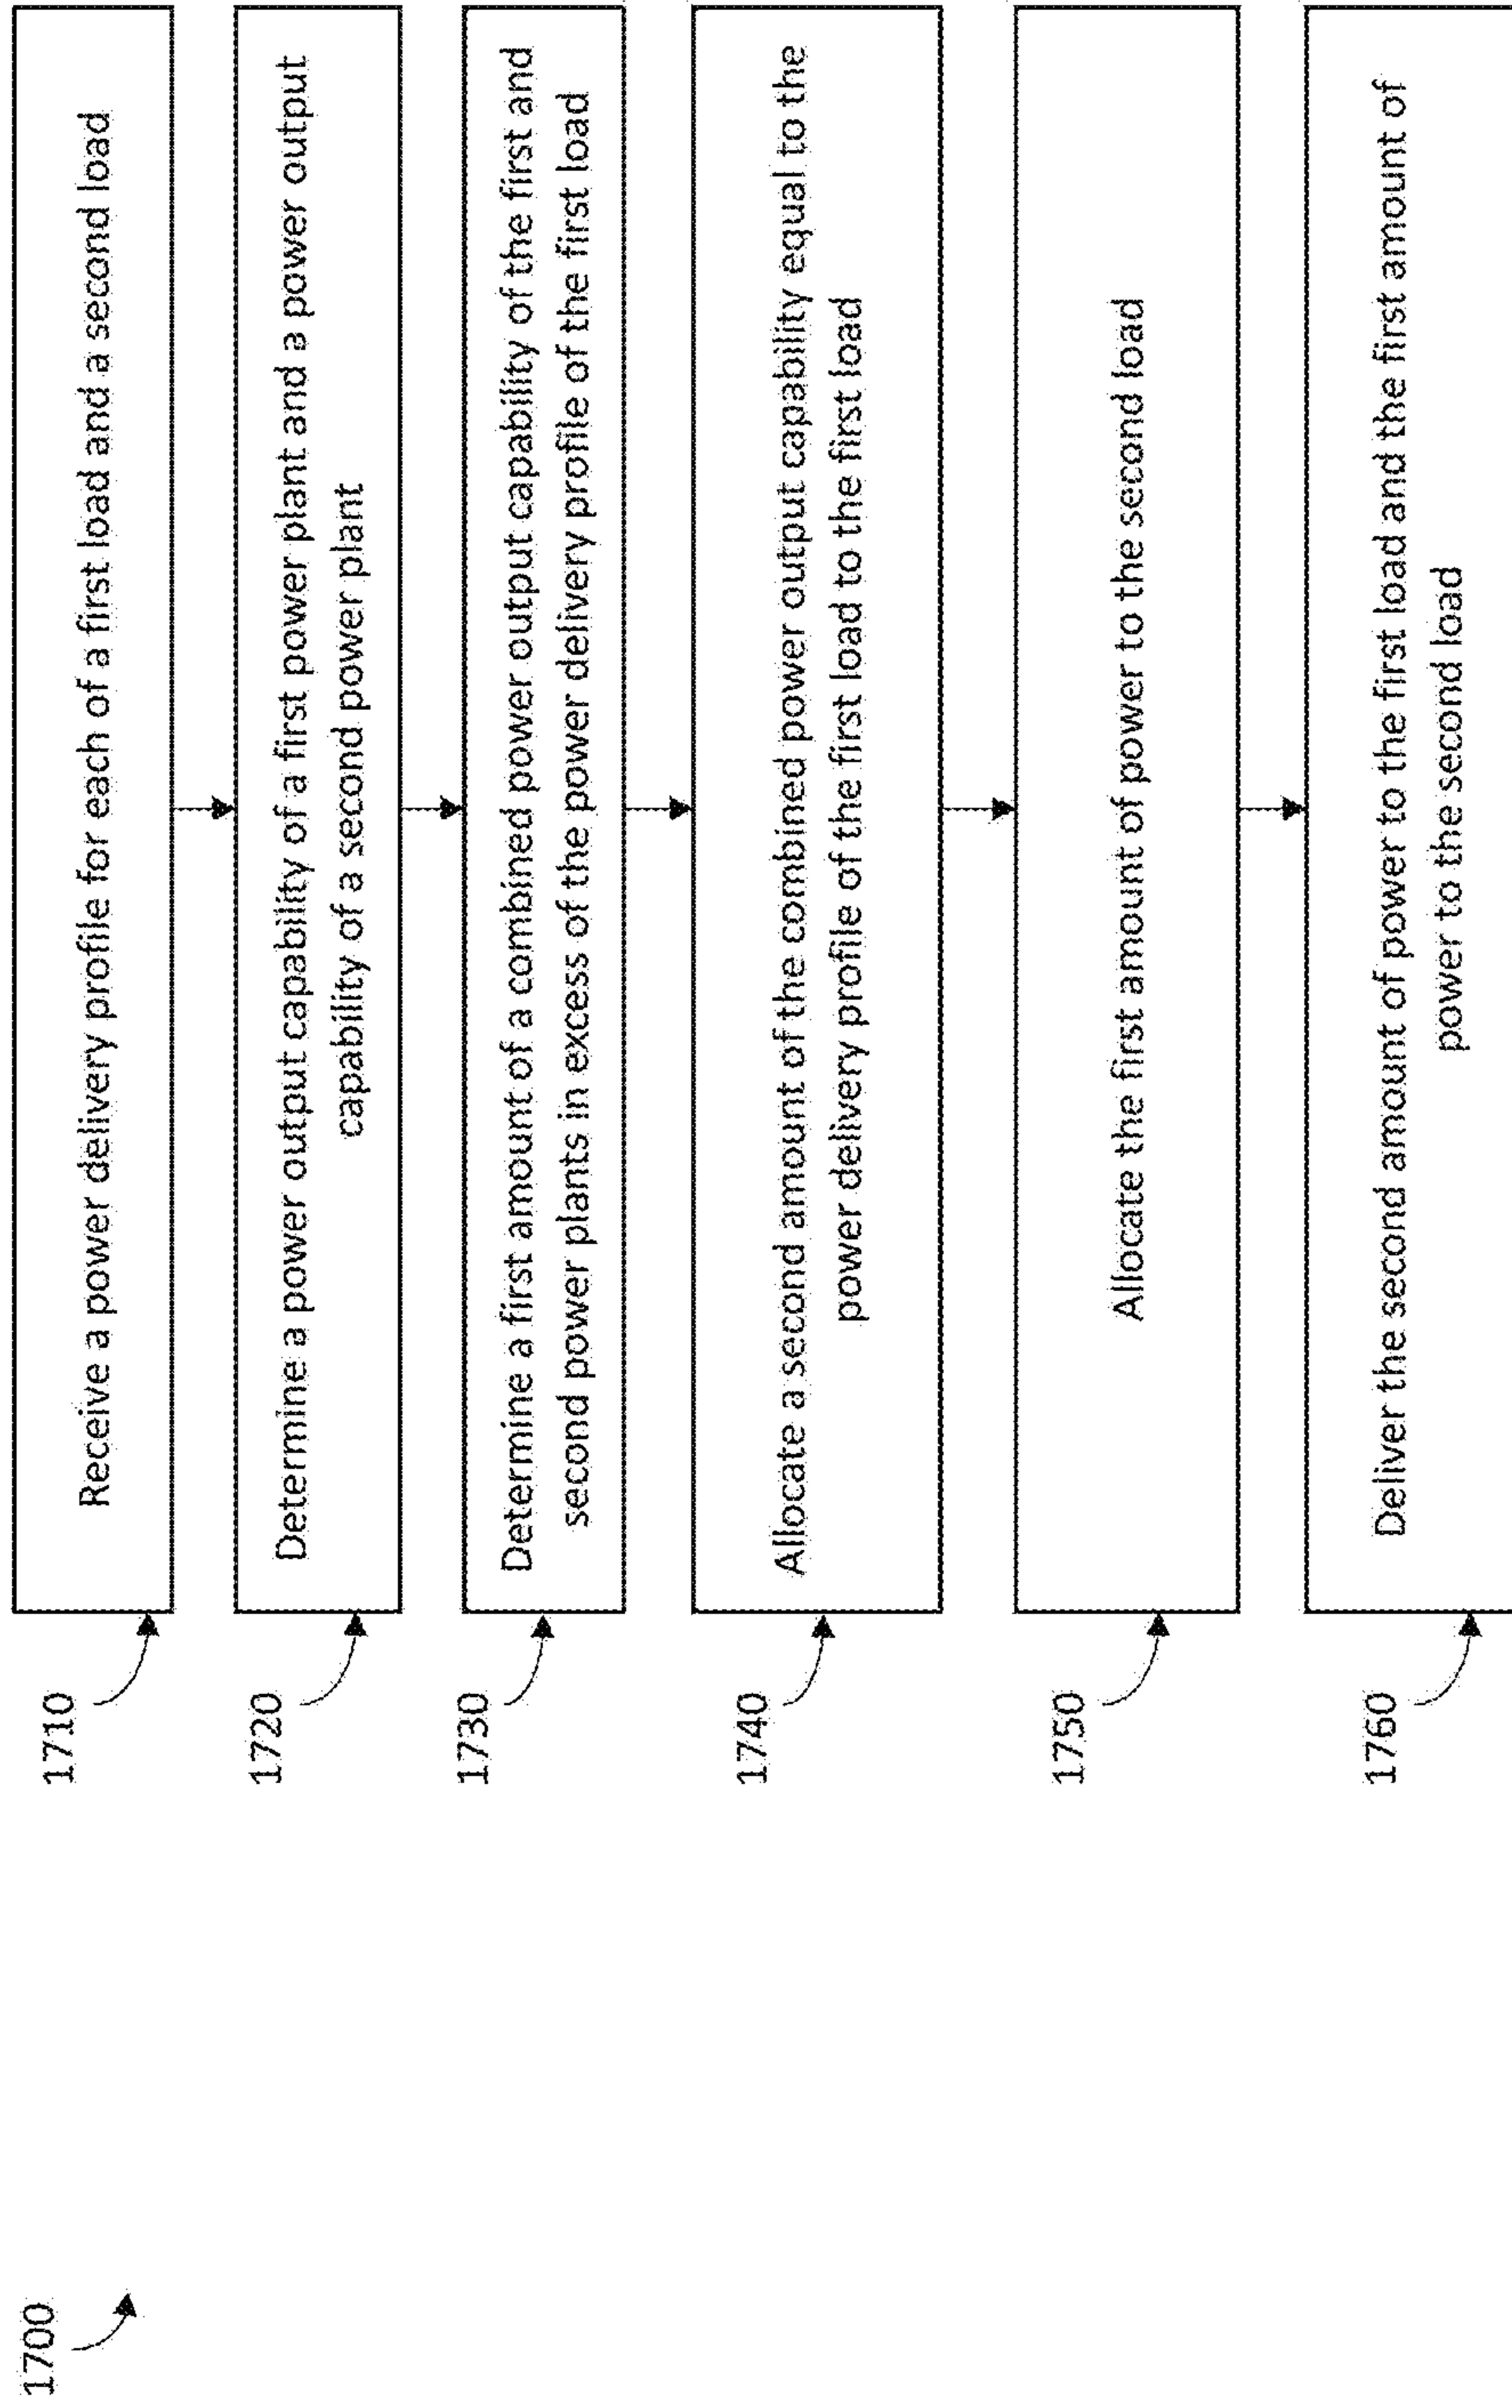 1700
1710
Receive a power delivery profile for each of a first load and a second load
1720
Determine a power output capability of a first power plant and a power output
capability of a second power plant
1730
Determine a first amount of a combined power output capability of the first and
second power plants in excess of the power delivery profile of the first load
1740
Allocate a second amount of the combined power output capability equal to the
power delivery profile of the first load to the first load
1750
Allocate the first amount of power to the second load
1760
Deliver the second amount of power to the first load and the first amount of
power to the second load